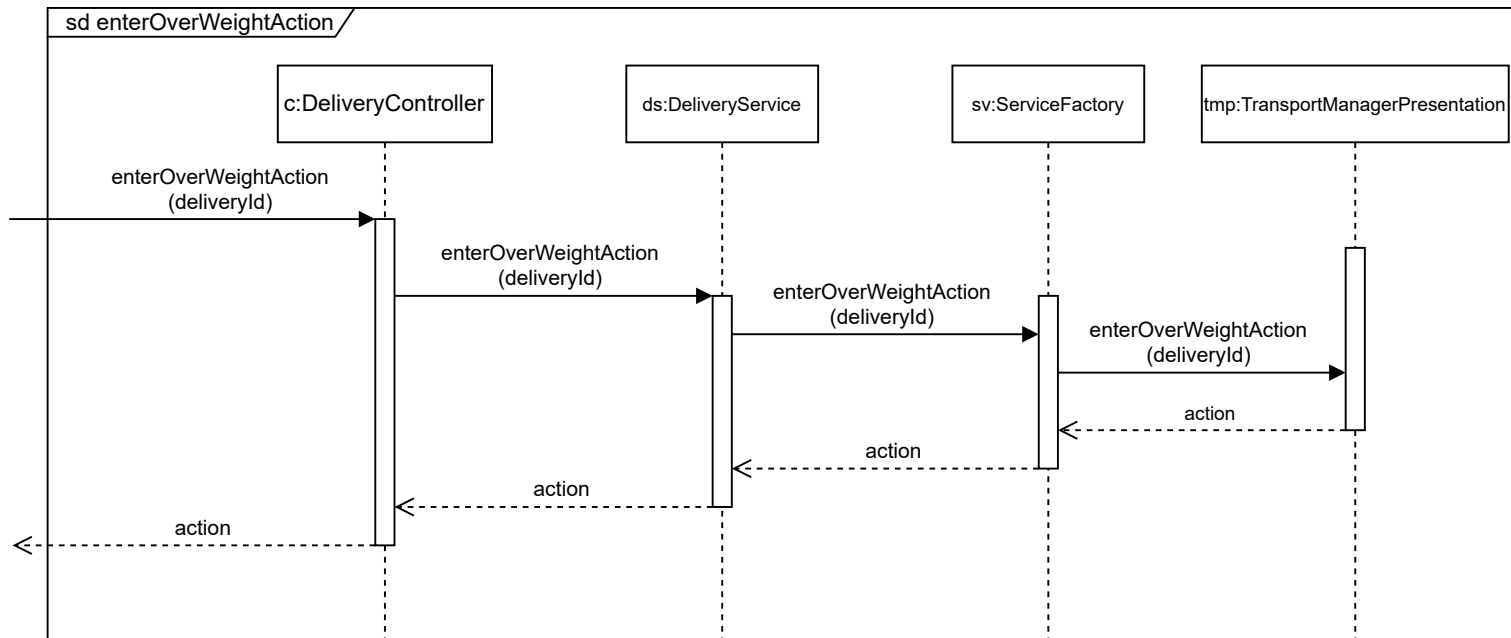 sd enterOverWeightAction
c:DeliveryController
ds:DeliveryService
sv:ServiceFactory
tmp:TransportManagerPresentation
enterOverWeightAction
(deliveryId)
enterOverWeightAction
(deliveryId)
enterOverWeightAction
(deliveryId)
enterOverWeightAction
(deliveryId)
action
action
action
action